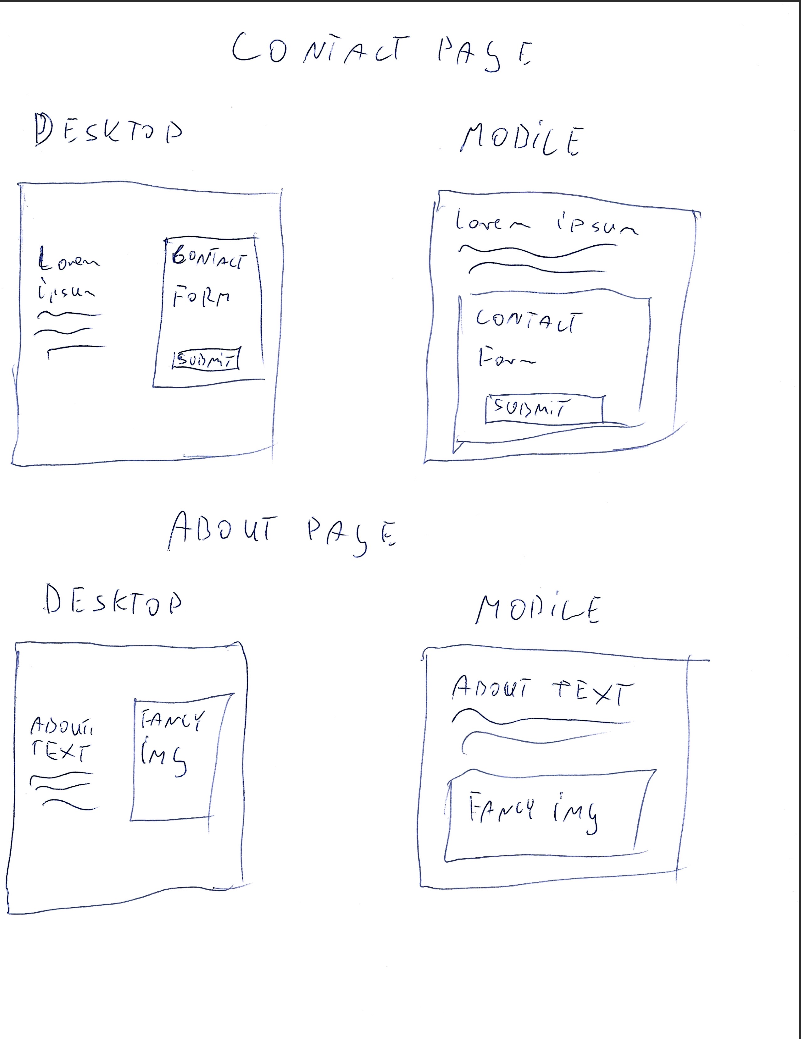 CONTACT PAGE
DESKTOP
MOBILE
Lorem
ipsum
CONTACT
FORM
SUBMIT
Lorem ipsum
CONTACT
Form
SUBMIT
ABOUT PAGE
DESKTOP
MOBILE
ABOUT
TEXT
FANCY
img
ABOUT TEXT
FANCY img